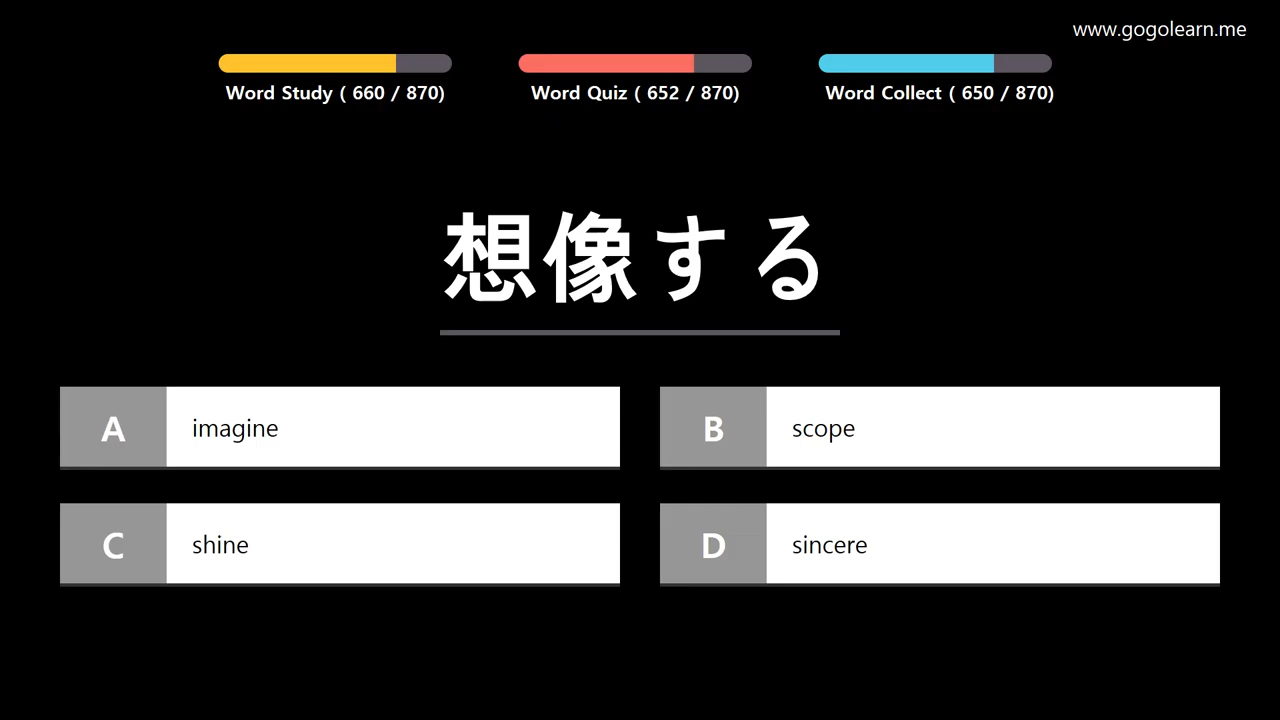 www.gogolearn.me
Word Study ( 660 / 870)
Word Quiz ( 652 / 870)
Word Collect ( 650 / 870)
想像する
A imagine
B scope
C shine
D sincere